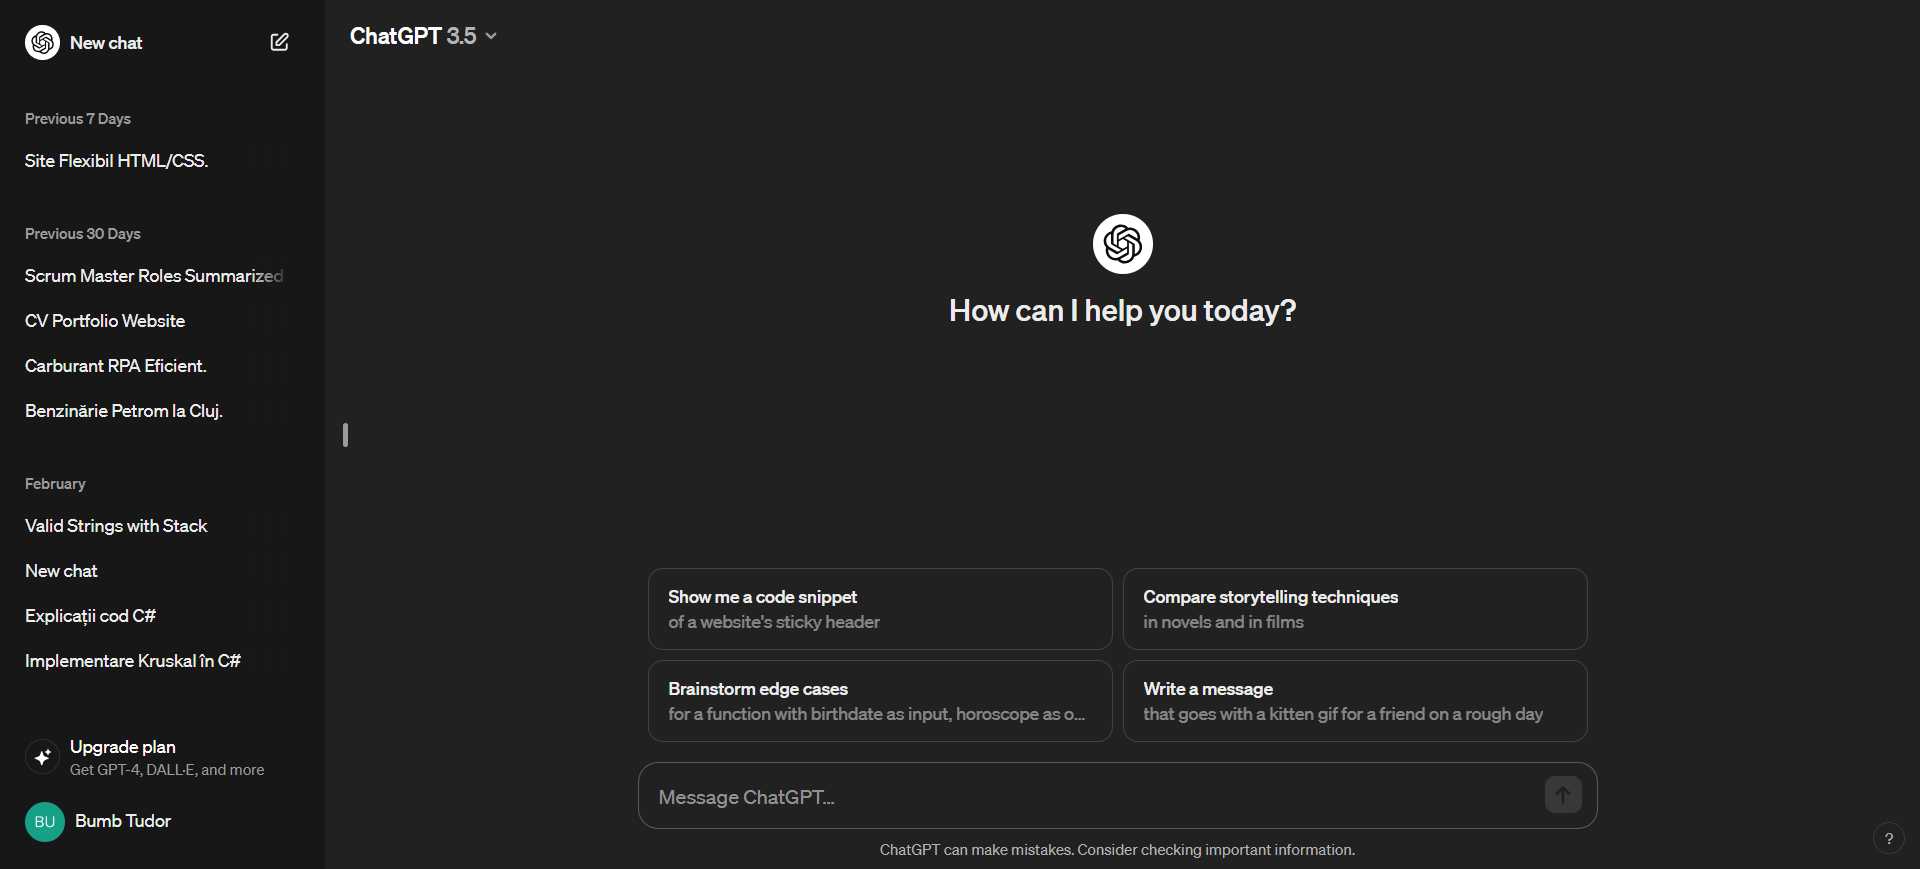 New chat
Previous 7 Days
Site Flexibil HTML/CSS.
Previous 30 Days
Scrum Master Roles Summarized
CV Portfolio Website
Carburant RPA Eficient.
Benzinărie Petrom la Cluj.
February
Valid Strings with Stack
New chat
Explicații cod C#
Implementare Kruskal în C#
Upgrade plan
Get GPT-4, DALL·E, and more
BU
Bumb Tudor
ChatGPT 3.5
How can I help you today?
Show me a code snippet
of a website's sticky header
Compare storytelling techniques
in novels and in films
Brainstorm edge cases
for a function with birthdate as input, horoscope as o...
Write a message
that goes with a kitten gif for a friend on a rough day
Message ChatGPT...
ChatGPT can make mistakes. Consider checking important information.
?